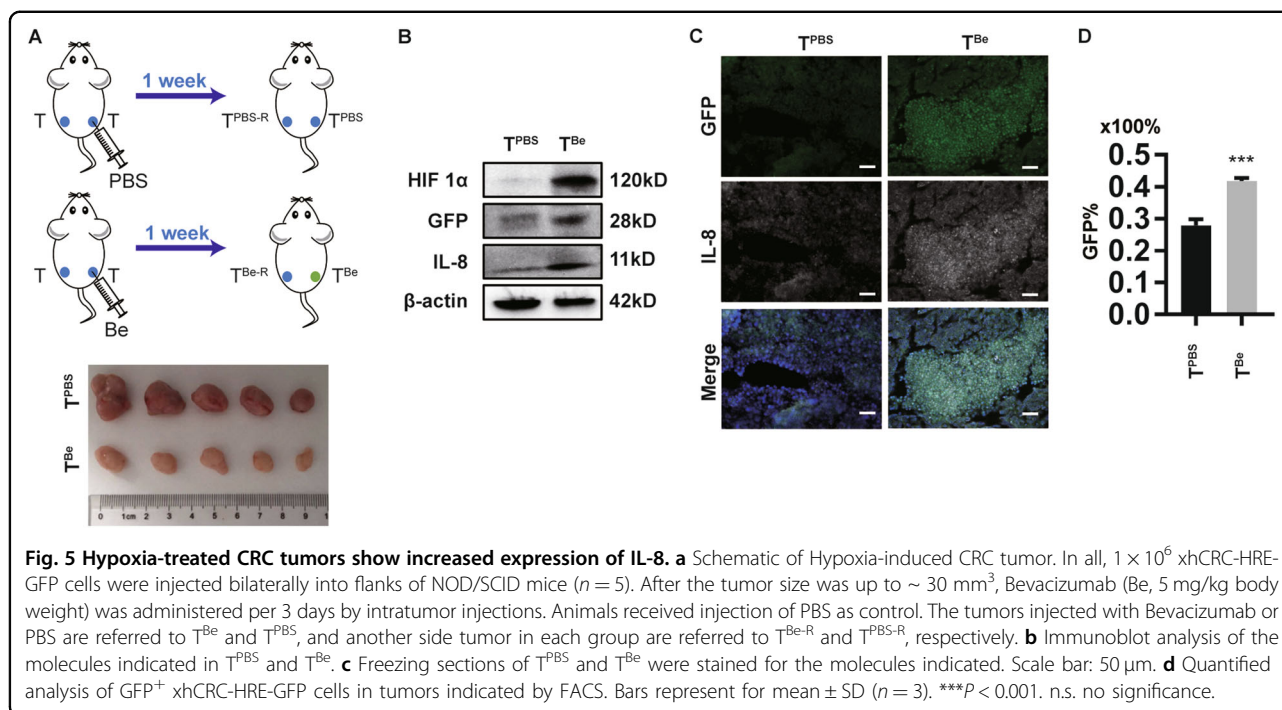 A
1 week
T T
T^PBS-R T^PBS
PBS
1 week
T T
T^Be-R T^Be
Be
T^PBS
T^Be
0 1cm 2 3 4 5 6 7 8 9 1
B
T^PBS T^Be
HIF 1α 120kD
GFP 28kD
IL-8 11kD
β-actin 42kD
C
T^PBS T^Be
GFP
IL-8
Merge
D
x100%
***
0.5
0.4
0.3
0.2
0.1
0.0
GFP%
T^PBS
T^Be
Fig. 5 Hypoxia-treated CRC tumors show increased expression of IL-8. a Schematic of Hypoxia-induced CRC tumor. In all, 1 × 10⁶ xhCRC-HRE-
GFP cells were injected bilaterally into flanks of NOD/SCID mice (n = 5). After the tumor size was up to ~ 30 mm³, Bevacizumab (Be, 5 mg/kg body
weight) was administered per 3 days by intratumor injections. Animals received injection of PBS as control. The tumors injected with Bevacizumab or
PBS are referred to T^Be and T^PBS, and another side tumor in each group are referred to T^Be-R and T^PBS-R, respectively. b Immunoblot analysis of the
molecules indicated in T^PBS and T^Be. c Freezing sections of T^PBS and T^Be were stained for the molecules indicated. Scale bar: 50 μm. d Quantified
analysis of GFP⁺ xhCRC-HRE-GFP cells in tumors indicated by FACS. Bars represent for mean ± SD (n = 3). ***P < 0.001. n.s. no significance.